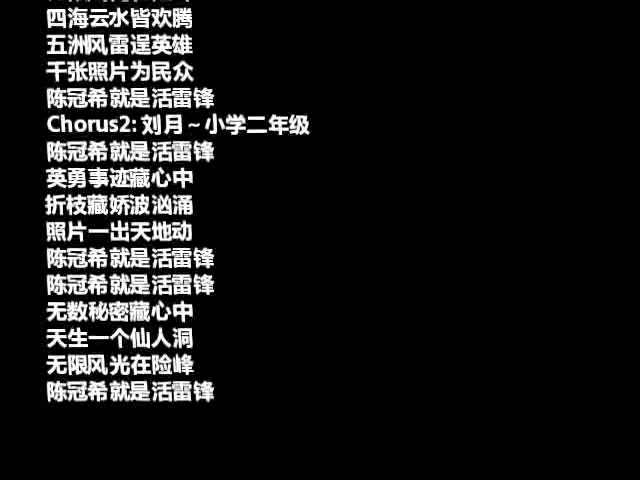 四海云水皆欢腾
五洲风雷逞英雄
千张照片为民众
陈冠希就是活雷锋
Chorus2: 刘月～小学二年级
陈冠希就是活雷锋
英勇事迹藏心中
折枝藏娇波汹涌
照片一出天地动
陈冠希就是活雷锋
陈冠希就是活雷锋
无数秘密藏心中
天生一个仙人洞
无限风光在险峰
陈冠希就是活雷锋